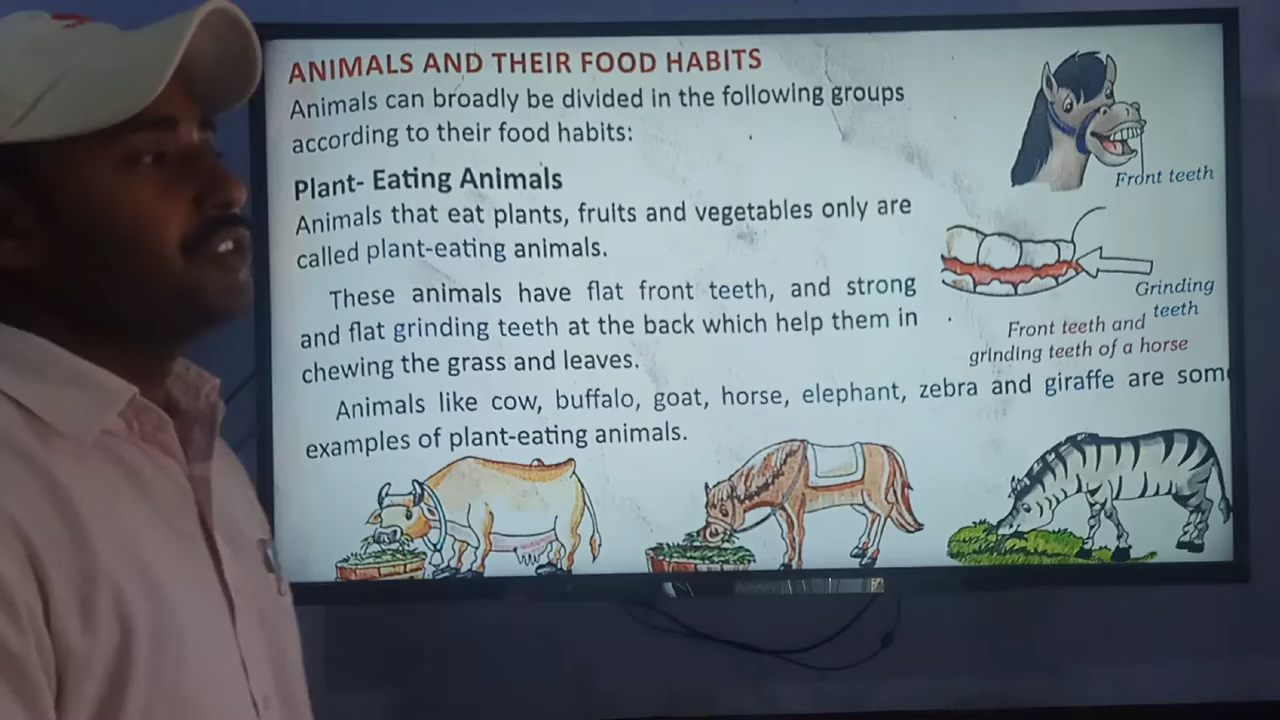 ANIMALS AND THEIR FOOD HABITS
Animals can broadly be divided in the following groups
according to their food habits:
Plant- Eating Animals
Animals that eat plants, fruits and vegetables only are
called plant-eating animals.
These animals have flat front teeth, and strong
and flat grinding teeth at the back which help them in
chewing the grass and leaves.
Animals like cow, buffalo, goat, horse, elephant, zebra and giraffe are som
examples of plant-eating animals.
Front teeth
Grinding
teeth
Front teeth and
grinding teeth of a horse